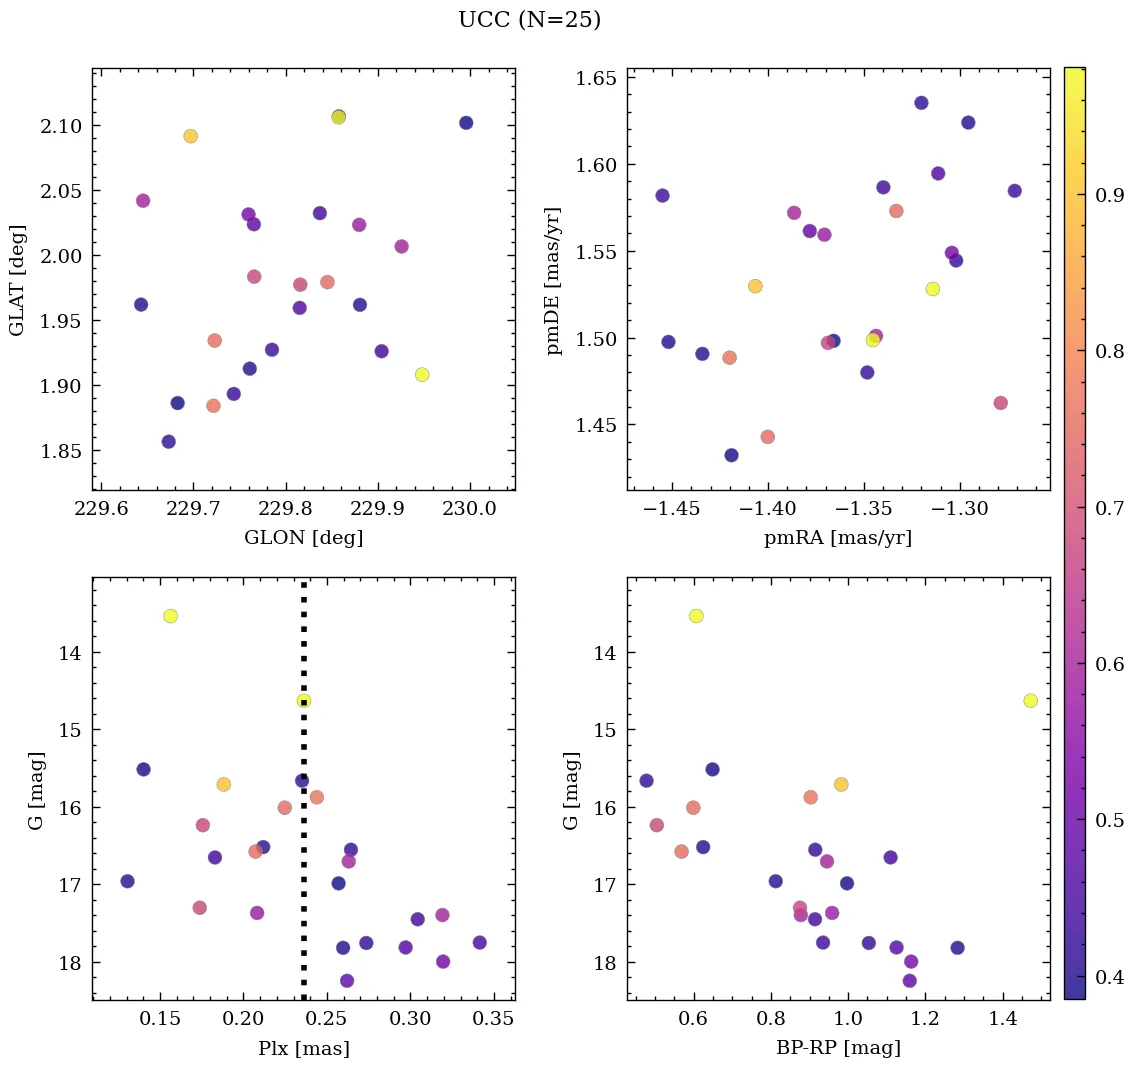 UCC (N=25)
2.10
2.05
2.00
1.95
1.90
1.85
GLAT [deg]
229.6 229.7 229.8 229.9 230.0
GLON [deg]
1.65
1.60
1.55
1.50
1.45
pmDE [mas/yr]
−1.45 −1.40 −1.35 −1.30
pmRA [mas/yr]
14
15
16
17
18
G [mag]
0.15 0.20 0.25 0.30 0.35
Plx [mas]
14
15
16
17
18
G [mag]
0.6 0.8 1.0 1.2 1.4
BP-RP [mag]
0.9
0.8
0.7
0.6
0.5
0.4